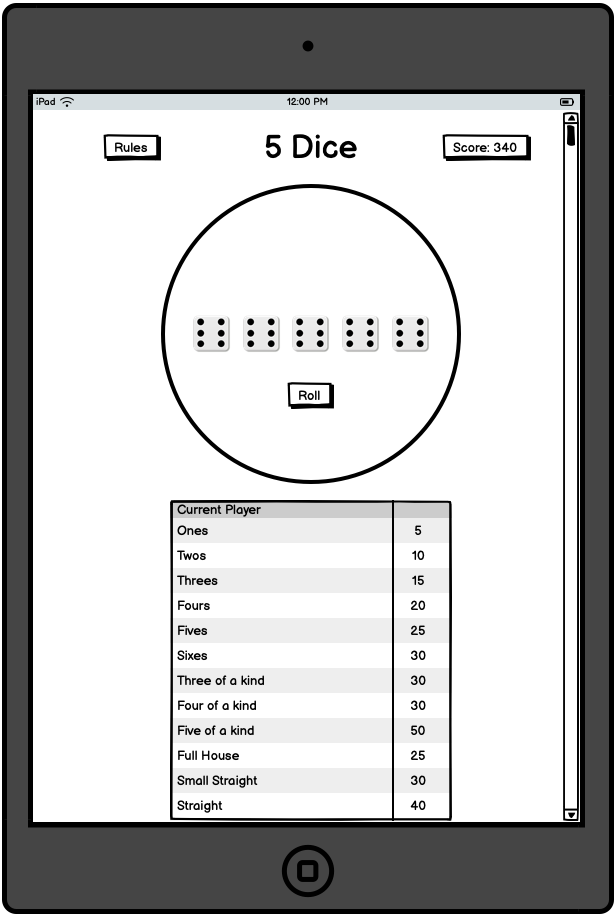 iPad 12:00 PM
Rules 5 Dice Score: 340
Roll
Current Player
Ones 5
Twos 10
Threes 15
Fours 20
Fives 25
Sixes 30
Three of a kind 30
Four of a kind 30
Five of a kind 50
Full House 25
Small Straight 30
Straight 40